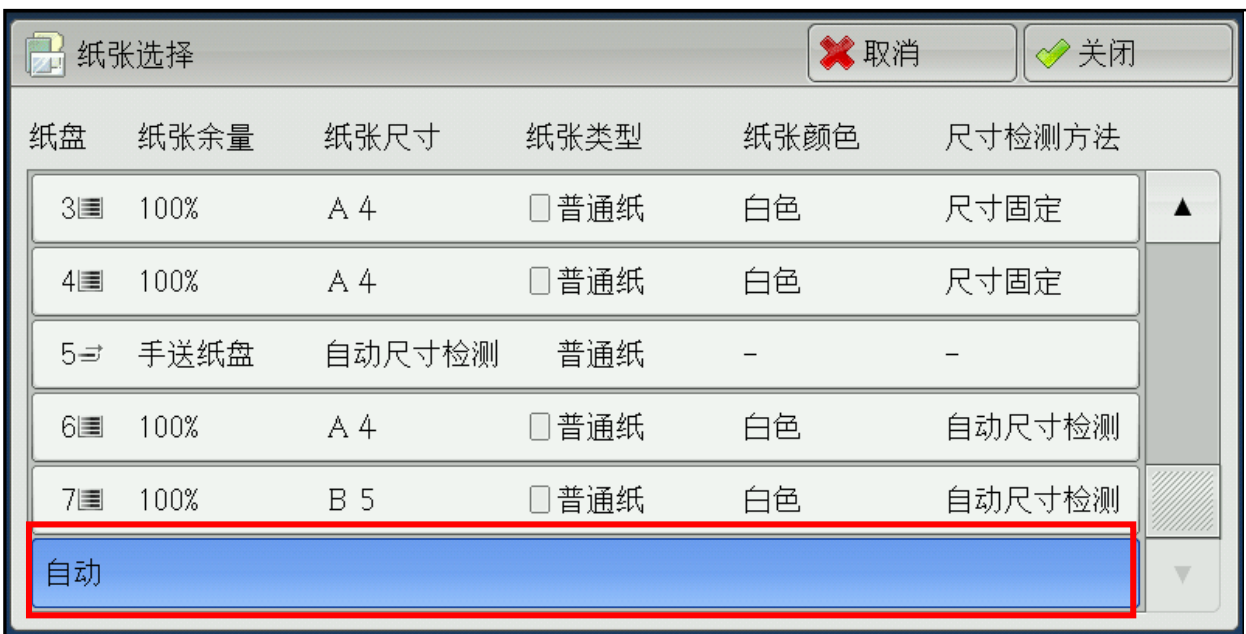 纸张选择 取消 关闭
纸盘 纸张余量 纸张尺寸 纸张类型 纸张颜色 尺寸检测方法
3 100% A 4 普通纸 白色 尺寸固定
4 100% A 4 普通纸 白色 尺寸固定
5 手送纸盘 自动尺寸检测 普通纸 – –
6 100% A 4 普通纸 白色 自动尺寸检测
7 100% B 5 普通纸 白色 自动尺寸检测
自动